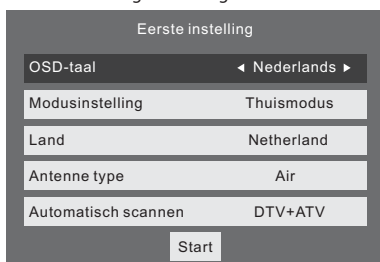 Eerste instelling
OSD-taal ◄ Nederlands ►
Modusinstelling Thuismodus
Land Netherland
Antenne type Air
Automatisch scannen DTV+ATV
Start